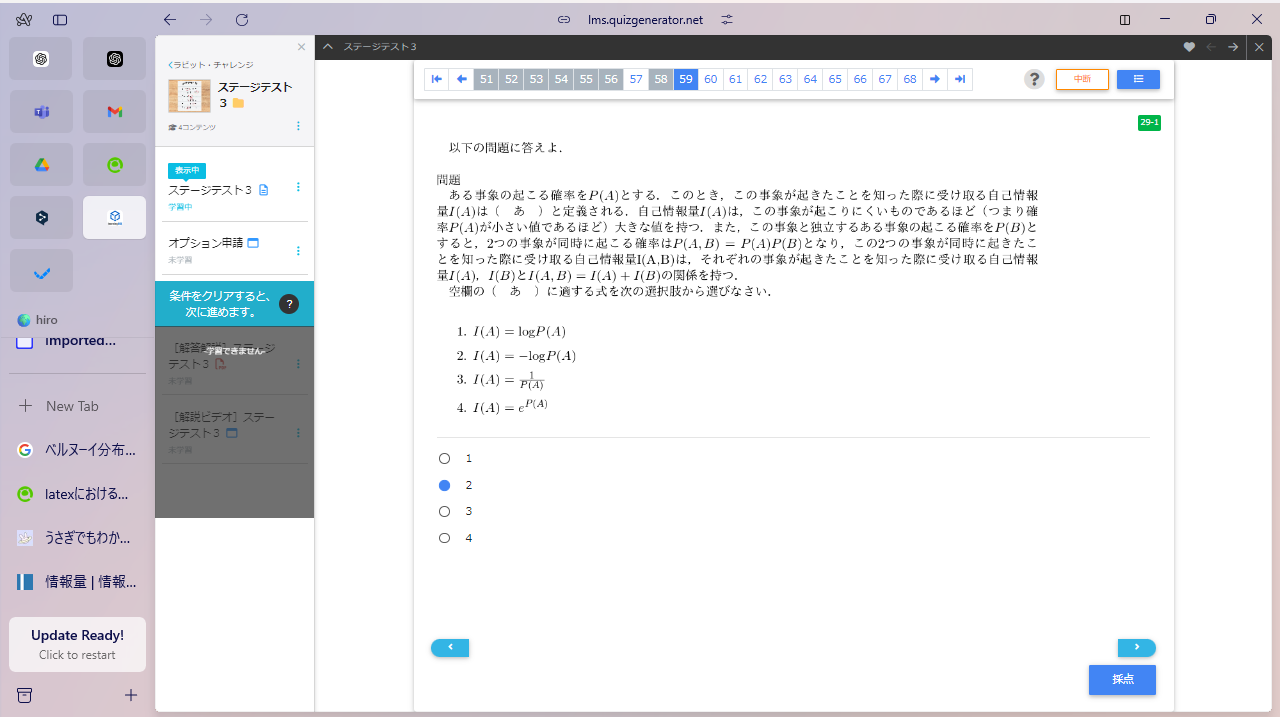 lms.quizgenerator.net
hiro
imported...
New Tab
ベルヌーイ分布...
latexにおける...
うさぎでもわか...
情報量 | 情報...
Update Ready!
Click to restart
ラビット・チャレンジ
ステージテスト
3
4コンテンツ
表示中
ステージテスト3
学習中
オプション申請
未学習
条件をクリアすると、
次に進めます。
?
［解答解説］ステージ
-学習できません-
テスト3
未学習
［解説ビデオ］ステー
ジテスト3
未学習
ステージテスト3
51 52 53 54 55 56 57 58 59 60 61 62 63 64 65 66 67 68
?
中断
29-1
以下の問題に答えよ．
問題
ある事象の起こる確率をP(A)とする．このとき，この事象が起きたことを知った際に受け取る自己情報
量I(A)は（　あ　）と定義される．自己情報量I(A)は，この事象が起こりにくいものであるほど（つまり確
率P(A)が小さい値であるほど）大きな値を持つ．また，この事象と独立するある事象の起こる確率をP(B)と
すると，2つの事象が同時に起こる確率はP(A, B) = P(A)P(B)となり，この2つの事象が同時に起きたこ
とを知った際に受け取る自己情報量I(A,B)は，それぞれの事象が起きたことを知った際に受け取る自己情報
量I(A)，I(B)とI(A, B) = I(A) + I(B)の関係を持つ．
空欄の（　あ　）に適する式を次の選択肢から選びなさい．
1. I(A) = logP(A)
2. I(A) = −logP(A)
3. I(A) = 1/P(A)
4. I(A) = e^P(A)
1
2
3
4
採点